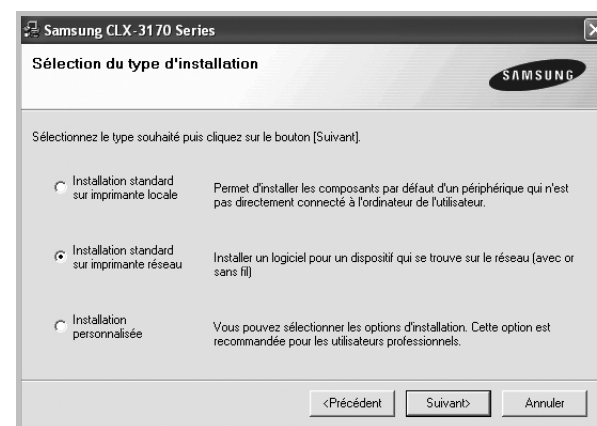 Samsung CLX-3170 Series
Sélection du type d'installation
SAMSUNG
Sélectionnez le type souhaité puis cliquez sur le bouton [Suivant].
Installation standard
sur imprimante locale
Permet d'installer les composants par défaut d'un périphérique qui n'est
pas directement connecté à l'ordinateur de l'utilisateur.
Installation standard
sur imprimante réseau
Installer un logiciel pour un dispositif qui se trouve sur le réseau (avec or
sans fil)
Installation
personnalisée
Vous pouvez sélectionner les options d'installation. Cette option est
recommandée pour les utilisateurs professionnels.
<Précédent
Suivant>
Annuler